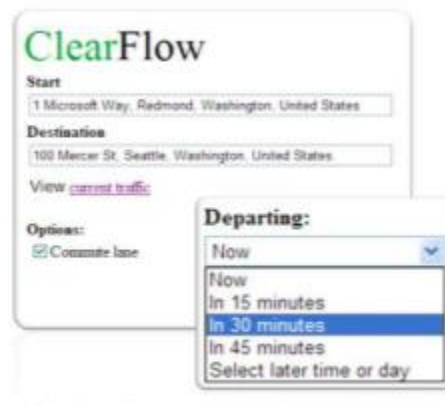 ClearFlow
Start
1 Microsoft Way, Redmond, Washington, United States
Destination
100 Mercer St, Seattle, Washington, United States
View current traffic
Options:
Commute lane
Departing:
Now
Now
In 15 minutes
In 30 minutes
In 45 minutes
Select later time or day